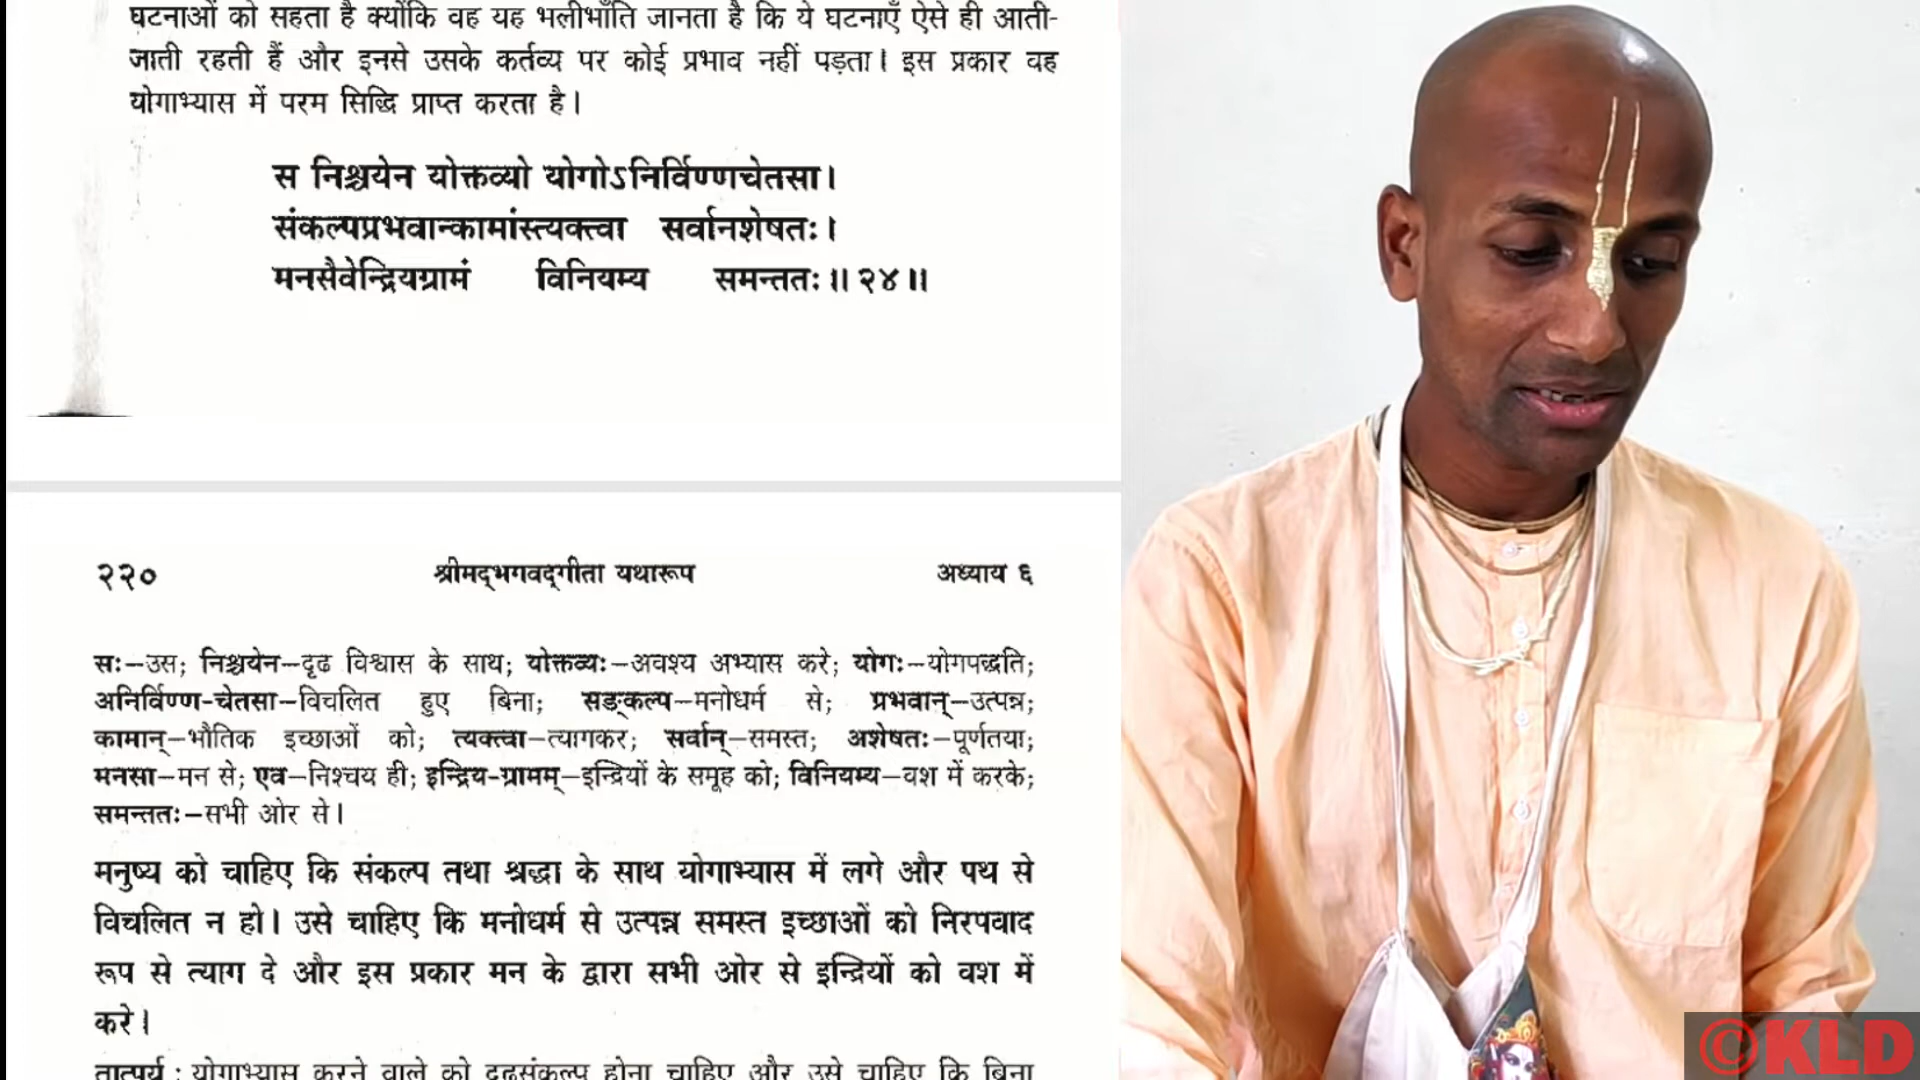 घटनाओं को सहता है क्योंकि वह यह भलीभाँति जानता है कि ये घटनाएँ ऐसे ही आती-
जाती रहती हैं और इनसे उसके कर्तव्य पर कोई प्रभाव नहीं पड़ता। इस प्रकार वह
योगाभ्यास में परम सिद्धि प्राप्त करता है।
स निश्चयेन योक्तव्यो योगोऽनिर्विण्णचेतसा।
संकल्पप्रभवान्कामांस्त्यक्त्वा सर्वानशेषतः।
मनसैवेन्द्रियग्रामं विनियम्य समन्ततः॥२४॥
२२० श्रीमद्भगवद्गीता यथारूप अध्याय ६
सः—उस; निश्चयेन—दृढ विश्वास के साथ; योक्तव्यः—अवश्य अभ्यास करे; योगः—योगपद्धति;
अनिर्विण्ण-चेतसा—विचलित हुए बिना; सङ्कल्प—मनोधर्म से; प्रभवान्—उत्पन्न;
कामान्—भौतिक इच्छाओं को; त्यक्त्वा—त्यागकर; सर्वान्—समस्त; अशेषतः—पूर्णतया;
मनसा—मन से; एव—निश्चय ही; इन्द्रिय-ग्रामम्—इन्द्रियों के समूह को; विनियम्य—वश में करके;
समन्ततः—सभी ओर से।
मनुष्य को चाहिए कि संकल्प तथा श्रद्धा के साथ योगाभ्यास में लगे और पथ से
विचलित न हो। उसे चाहिए कि मनोधर्म से उत्पन्न समस्त इच्छाओं को निरपवाद
रूप से त्याग दे और इस प्रकार मन के द्वारा सभी ओर से इन्द्रियों को वश में
करे।
तात्पर्य : योगाभ्यास करने वाले को दृढसंकल्प होना चाहिए और उसे चाहिए कि बिना
©KLD